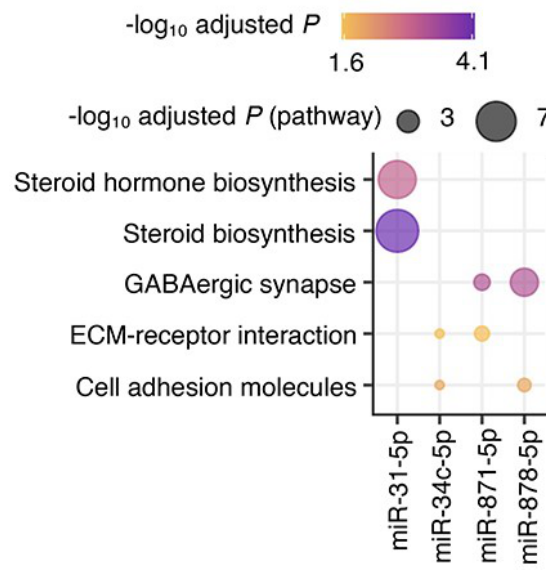 -log₁₀ adjusted P
1.6 4.1
-log₁₀ adjusted P (pathway) 3 7
Steroid hormone biosynthesis
Steroid biosynthesis
GABAergic synapse
ECM-receptor interaction
Cell adhesion molecules
miR-31-5p
miR-34c-5p
miR-871-5p
miR-878-5p